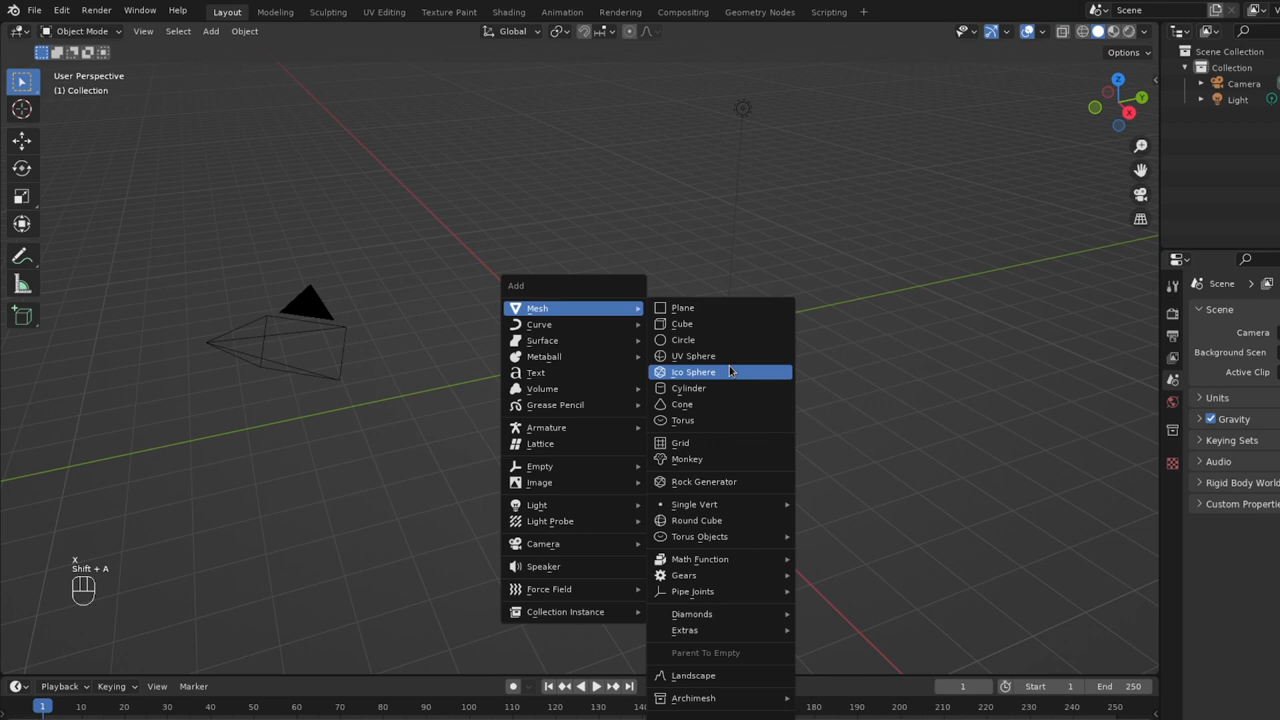 File Edit Render Window Help Layout Modeling Sculpting UV Editing Texture Paint Shading Animation Rendering Compositing Geometry Nodes Scripting + Scene
Object Mode View Select Add Object Global
Options
User Perspective
(1) Collection
Scene Collection
Collection
Camera
Light
Z
Y
X
Add
Mesh
Curve
Surface
Metaball
Text
Volume
Grease Pencil
Armature
Lattice
Empty
Image
Light
Light Probe
Camera
Speaker
Force Field
Collection Instance
Plane
Cube
Circle
UV Sphere
Ico Sphere
Cylinder
Cone
Torus
Grid
Monkey
Rock Generator
Single Vert
Round Cube
Torus Objects
Math Function
Gears
Pipe Joints
Diamonds
Extras
Parent To Empty
Landscape
Archimesh
Scene
Scene
Camera
Background Scen
Active Clip
Units
Gravity
Keying Sets
Audio
Rigid Body World
Custom Properti
X
Shift + A
Playback Keying View Marker 1 Start 1 End 250
1 10 20 30 40 50 60 70 80 90 100 110 120 130 180 190 200 210 220 230 240 250